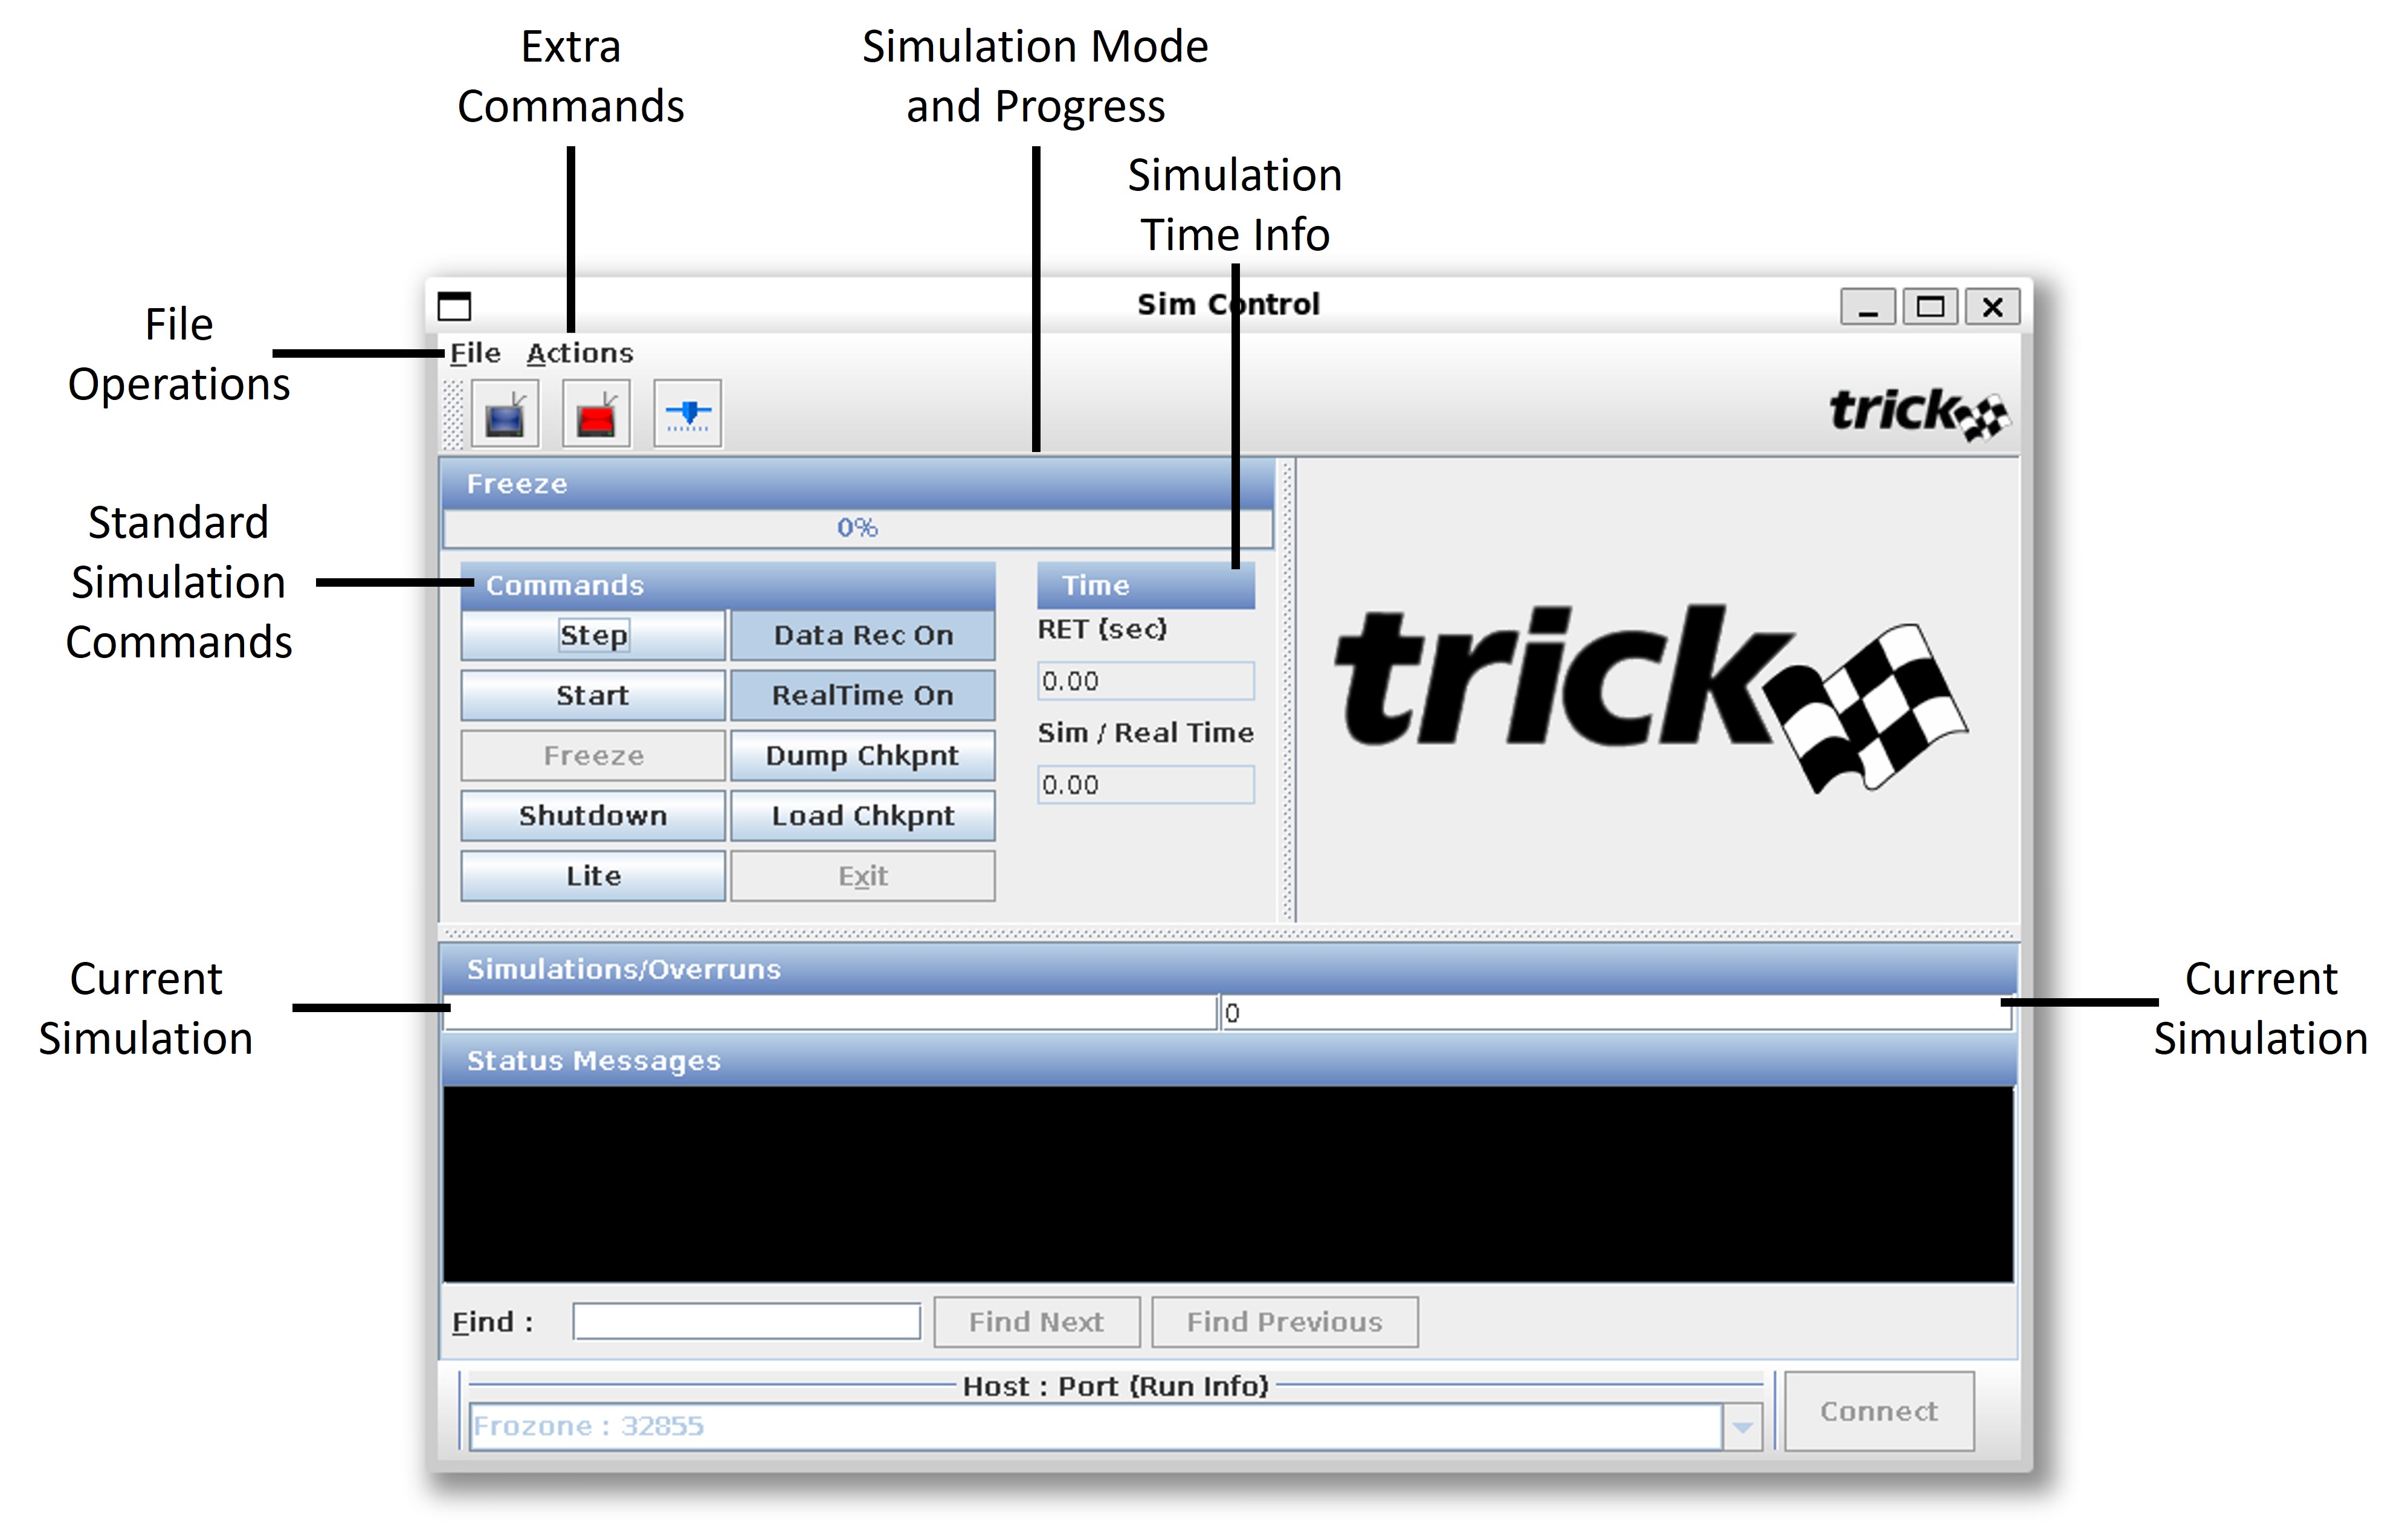 Extra
Commands
Simulation Mode
and Progress
Simulation
Time Info
Sim Control
File
Operations
File Actions
trick
Freeze
0%
Standard
Simulation
Commands
Commands
Time
Step Data Rec On
RET {sec}
Start RealTime On
0.00
Freeze Dump Chkpnt
Sim / Real Time
Shutdown Load Chkpnt
0.00
Lite Exit
trick
Current
Simulation
Simulations/Overruns
0
Current
Simulation
Status Messages
Find : Find Next Find Previous
Host : Port {Run Info}
Frozone : 32855
Connect